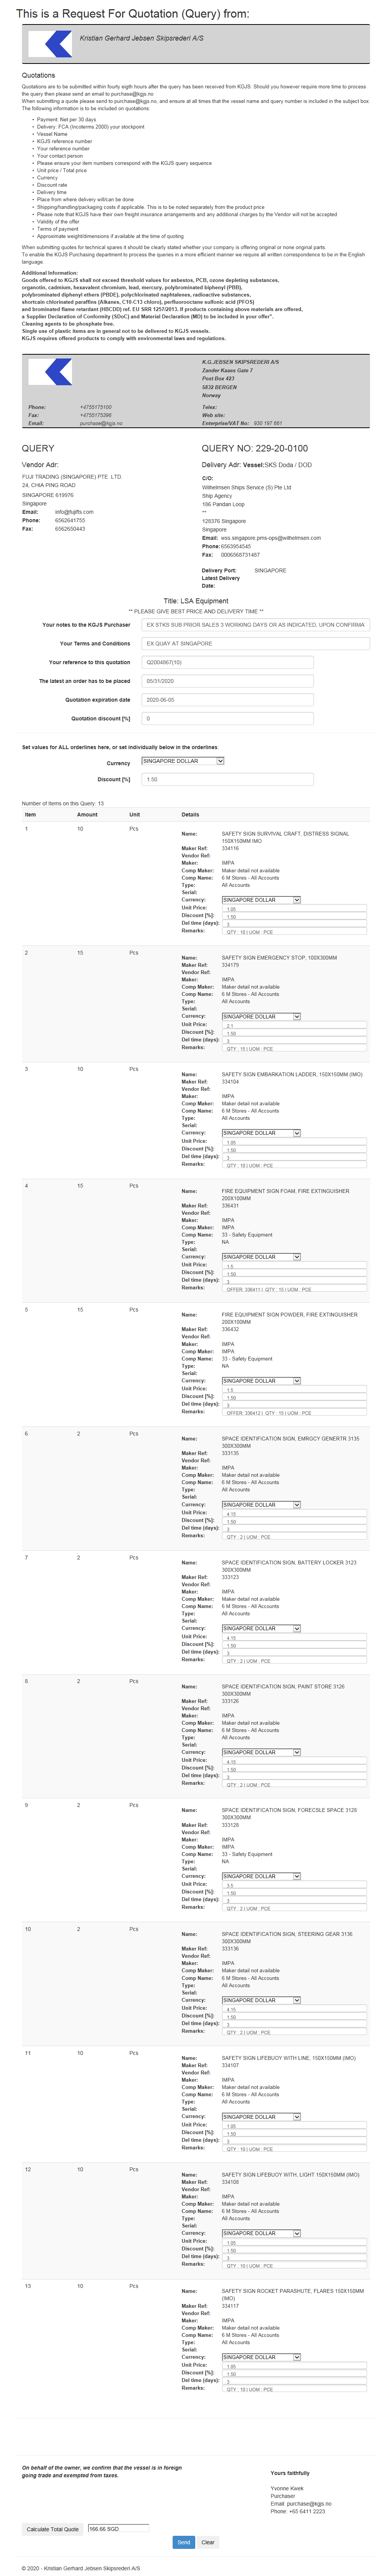 This is a Request For Quotation (Query) from:
Kristian Gerhard Jebsen Skipsrederi A/S
Quotations
Quotations are to be submitted within fourty eigth hours after the query has been received from KGJS. Should you however require more time to process
the query then please send an email to purchase@kgjs.no
When submitting a quote please send to purchase@kgjs.no, and ensure at all times that the vessel name and query number is included in the subject box.
The following information is to be included on quotations:
• Payment: Net per 30 days
• Delivery: FCA (Incoterms 2000) your stockpoint
• Vessel Name
• KGJS reference number
• Your reference number
• Your contact person
• Please ensure your item numbers correspond with the KGJS query sequence
• Unit price / Total price
• Currency
• Discount rate
• Delivery time
• Place from where delivery will/can be done
• Shipping/handling/packaging costs if applicable. This is to be noted separately from the product price
• Please note that KGJS have their own freight insurance arrangements and any additional charges by the Vendor will not be accepted
• Validity of the offer
• Terms of payment
• Approximate weight/dimensions if available at the time of quoting
When submitting quotes for technical spares it should be clearly stated whether your company is offering original or none original parts.
To enable the KGJS Purchasing department to process the queries in a more efficient manner we require all written correspondence to be in the English
language.
Additional Information:
Goods offered to KGJS shall not exceed threshold values for asbestos, PCB, ozone depleting substances,
organotin, cadmium, hexavalent chromium, lead, mercury, polybrominated biphenyl (PBB),
polybrominated diphenyl ethers (PBDE), polychlorinated naphtalenes, radioactive substances,
shortcain chlorinated paraffins (Alkanes, C10-C13 chloro), perfluorooctane sulfonic acid (PFOS)
and brominated flame retardant (HBCDD) ref. EU SRR 1257/2013. If products containing above materials are offered,
a Supplier Declaration of Conformity (SDoC) and Material Declaration (MD) to be included in your offer".
Cleaning agents to be phosphate free.
Single use of plastic items are in general not to be delivered to KGJS vessels.
KGJS requires offered products to comply with environmental laws and regulations.
K.G.JEBSEN SKIPSREDERI A/S
Zander Kaaes Gate 7
Post Box 423
5833 BERGEN
Norway
Phone: +4755175100 Telex:
Fax: +4755175396 Web site:
Email: purchase@kgjs.no Enterprise/VAT No: 930 197 661
QUERY QUERY NO: 229-20-0100
Vendor Adr: Delivery Adr: Vessel:SKS Doda / DOD
FUJI TRADING (SINGAPORE) PTE. LTD. C/O:
24, CHIA PING ROAD Wilhelmsen Ships Service (S) Pte Ltd
SINGAPORE 619976 Ship Agency
Singapore 186 Pandan Loop
Email: info@fujifts.com **
Phone: 6562641755 128376 Singapore
Fax: 6562650443 Singapore
Email: wss.singapore.pms-ops@wilhelmsen.com
Phone: 6563954545
Fax: 0006568731487
Delivery Port: SINGAPORE
Latest Delivery
Date:
Title: LSA Equipment
** PLEASE GIVE BEST PRICE AND DELIVERY TIME **
Your notes to the KGJS Purchaser EX STKS SUB PRIOR SALES 3 WORKING DAYS OR AS INDICATED, UPON CONFIRMA
Your Terms and Conditions EX QUAY AT SINGAPORE
Your reference to this quotation Q2004867(10)
The latest an order has to be placed 05/31/2020
Quotation expiration date 2020-06-05
Quotation discount [%] 0
Set values for ALL orderlines here, or set individually below in the orderlines:
Currency SINGAPORE DOLLAR
Discount [%] 1.50
Number of items on this Query: 13
Item Amount Unit Details
1 10 Pcs
Name: SAFETY SIGN SURVIVAL CRAFT, DISTRESS SIGNAL
150X150MM IMO
Maker Ref: 334116
Vendor Ref:
Maker: IMPA
Comp Maker: Maker detail not available
Comp Name: 6 M Stores - All Accounts
Type: All Accounts
Serial:
Currency: SINGAPORE DOLLAR
Unit Price: 1.05
Discount [%]: 1.50
Del time (days): 3
Remarks: QTY : 10 | UOM : PCE
2 15 Pcs
Name: SAFETY SIGN EMERGENCY STOP, 100X300MM
Maker Ref: 334179
Vendor Ref:
Maker: IMPA
Comp Maker: Maker detail not available
Comp Name: 6 M Stores - All Accounts
Type: All Accounts
Serial:
Currency: SINGAPORE DOLLAR
Unit Price: 2.1
Discount [%]: 1.50
Del time (days): 3
Remarks: QTY : 15 | UOM : PCE
3 10 Pcs
Name: SAFETY SIGN EMBARKATION LADDER, 150X150MM (IMO)
Maker Ref: 334104
Vendor Ref:
Maker: IMPA
Comp Maker: Maker detail not available
Comp Name: 6 M Stores - All Accounts
Type: All Accounts
Serial:
Currency: SINGAPORE DOLLAR
Unit Price: 1.05
Discount [%]: 1.50
Del time (days): 3
Remarks: QTY : 10 | UOM : PCE
4 15 Pcs
Name: FIRE EQUIPMENT SIGN FOAM, FIRE EXTINGUISHER
200X100MM
Maker Ref: 336431
Vendor Ref:
Maker: IMPA
Comp Maker: IMPA
Comp Name: 33 - Safety Equipment
Type: NA
Serial:
Currency: SINGAPORE DOLLAR
Unit Price: 1.5
Discount [%]: 1.50
Del time (days): 3
Remarks: OFFER: 336411 | QTY : 15 | UOM : PCE
5 15 Pcs
Name: FIRE EQUIPMENT SIGN POWDER, FIRE EXTINGUISHER
200X100MM
Maker Ref: 336432
Vendor Ref:
Maker: IMPA
Comp Maker: IMPA
Comp Name: 33 - Safety Equipment
Type: NA
Serial:
Currency: SINGAPORE DOLLAR
Unit Price: 1.5
Discount [%]: 1.50
Del time (days): 3
Remarks: OFFER: 336412 | QTY : 15 | UOM : PCE
6 2 Pcs
Name: SPACE IDENTIFICATION SIGN, EMRGCY GENERTR 3135
300X300MM
Maker Ref: 333135
Vendor Ref:
Maker: IMPA
Comp Maker: Maker detail not available
Comp Name: 6 M Stores - All Accounts
Type: All Accounts
Serial:
Currency: SINGAPORE DOLLAR
Unit Price: 4.15
Discount [%]: 1.50
Del time (days): 3
Remarks: QTY : 2 | UOM : PCE
7 2 Pcs
Name: SPACE IDENTIFICATION SIGN, BATTERY LOCKER 3123
300X300MM
Maker Ref: 333123
Vendor Ref:
Maker: IMPA
Comp Maker: Maker detail not available
Comp Name: 6 M Stores - All Accounts
Type: All Accounts
Serial:
Currency: SINGAPORE DOLLAR
Unit Price: 4.15
Discount [%]: 1.50
Del time (days): 3
Remarks: QTY : 2 | UOM : PCE
8 2 Pcs
Name: SPACE IDENTIFICATION SIGN, PAINT STORE 3126
300X300MM
Maker Ref: 333126
Vendor Ref:
Maker: IMPA
Comp Maker: Maker detail not available
Comp Name: 6 M Stores - All Accounts
Type: All Accounts
Serial:
Currency: SINGAPORE DOLLAR
Unit Price: 4.15
Discount [%]: 1.50
Del time (days): 3
Remarks: QTY : 2 | UOM : PCE
9 2 Pcs
Name: SPACE IDENTIFICATION SIGN, FORECSLE SPACE 3128
300X300MM
Maker Ref: 333128
Vendor Ref:
Maker: IMPA
Comp Maker: IMPA
Comp Name: 33 - Safety Equipment
Type: NA
Serial:
Currency: SINGAPORE DOLLAR
Unit Price: 3.5
Discount [%]: 1.50
Del time (days): 3
Remarks: QTY : 2 | UOM : PCE
10 2 Pcs
Name: SPACE IDENTIFICATION SIGN, STEERING GEAR 3136
300X300MM
Maker Ref: 333136
Vendor Ref:
Maker: IMPA
Comp Maker: Maker detail not available
Comp Name: 6 M Stores - All Accounts
Type: All Accounts
Serial:
Currency: SINGAPORE DOLLAR
Unit Price: 4.15
Discount [%]: 1.50
Del time (days): 3
Remarks: QTY : 2 | UOM : PCE
11 10 Pcs
Name: SAFETY SIGN LIFEBUOY WITH LINE, 150X150MM (IMO)
Maker Ref: 334107
Vendor Ref:
Maker: IMPA
Comp Maker: Maker detail not available
Comp Name: 6 M Stores - All Accounts
Type: All Accounts
Serial:
Currency: SINGAPORE DOLLAR
Unit Price: 1.05
Discount [%]: 1.50
Del time (days): 3
Remarks: QTY : 10 | UOM : PCE
12 10 Pcs
Name: SAFETY SIGN LIFEBUOY WITH, LIGHT 150X150MM (IMO)
Maker Ref: 334108
Vendor Ref:
Maker: IMPA
Comp Maker: Maker detail not available
Comp Name: 6 M Stores - All Accounts
Type: All Accounts
Serial:
Currency: SINGAPORE DOLLAR
Unit Price: 1.05
Discount [%]: 1.50
Del time (days): 3
Remarks: QTY : 10 | UOM : PCE
13 10 Pcs
Name: SAFETY SIGN ROCKET PARASHUTE, FLARES 150X150MM
(IMO)
Maker Ref: 334117
Vendor Ref:
Maker: IMPA
Comp Maker: Maker detail not available
Comp Name: 6 M Stores - All Accounts
Type: All Accounts
Serial:
Currency: SINGAPORE DOLLAR
Unit Price: 1.05
Discount [%]: 1.50
Del time (days): 3
Remarks: QTY : 10 | UOM : PCE
On behalf of the owner, we confirm that the vessel is in foreign
going trade and exempted from taxes.
Yours faithfully
Yvonne Kwek
Purchaser
Email: purchase@kgjs.no
Phone: +65 6411 2223
Calculate Total Quote 166.66 SGD
Send Clear
© 2020 - Kristian Gerhard Jebsen Skipsrederi A/S